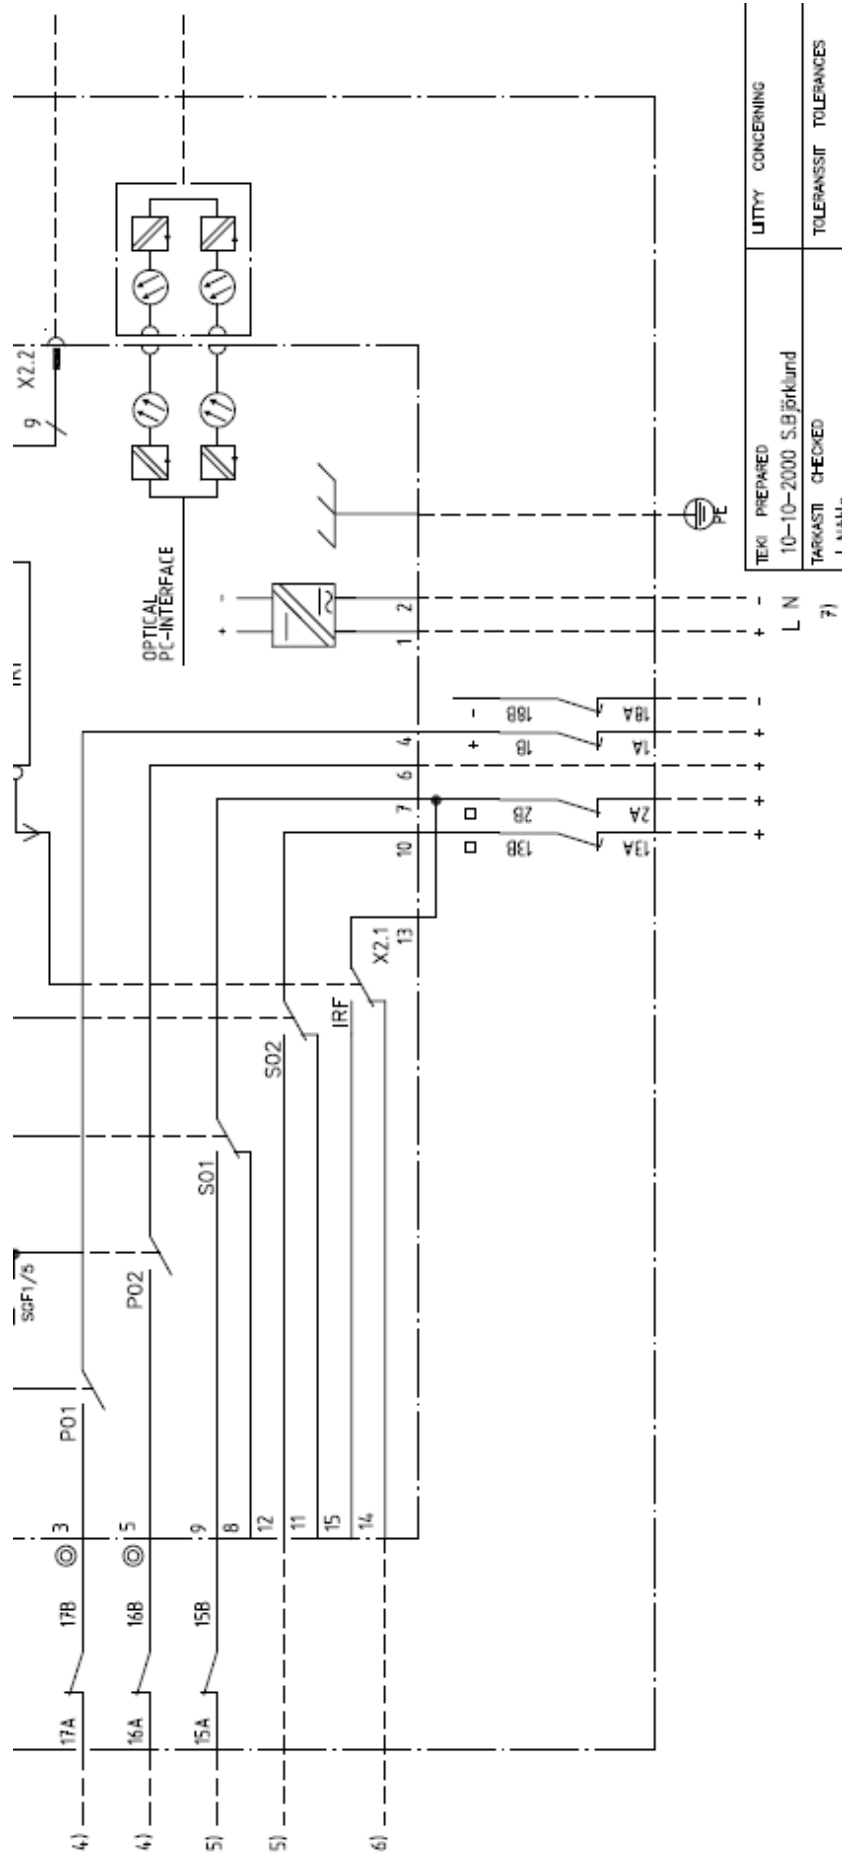 X2.2
9
OPTICAL
PC-INTERFACE
+ -
1 2
PE
+ -
L N
7)
4
6
7
10
- 18B 18A -
+ 1B 1A +
+
□ 2B 2A +
□ 13B 13A +
X2.1
13
IRF
S02
S01
P02
P01
SGF1/5
3
5
9
8
12
11
15
14
17B
16B
15B
17A
16A
15A
4)
4)
5)
5)
6)
TEKI PREPARED
10-10-2000 S.Björklund
TARKASTI CHECKED
LIITYY CONCERNING
TOLERANSSIT TOLERANCES